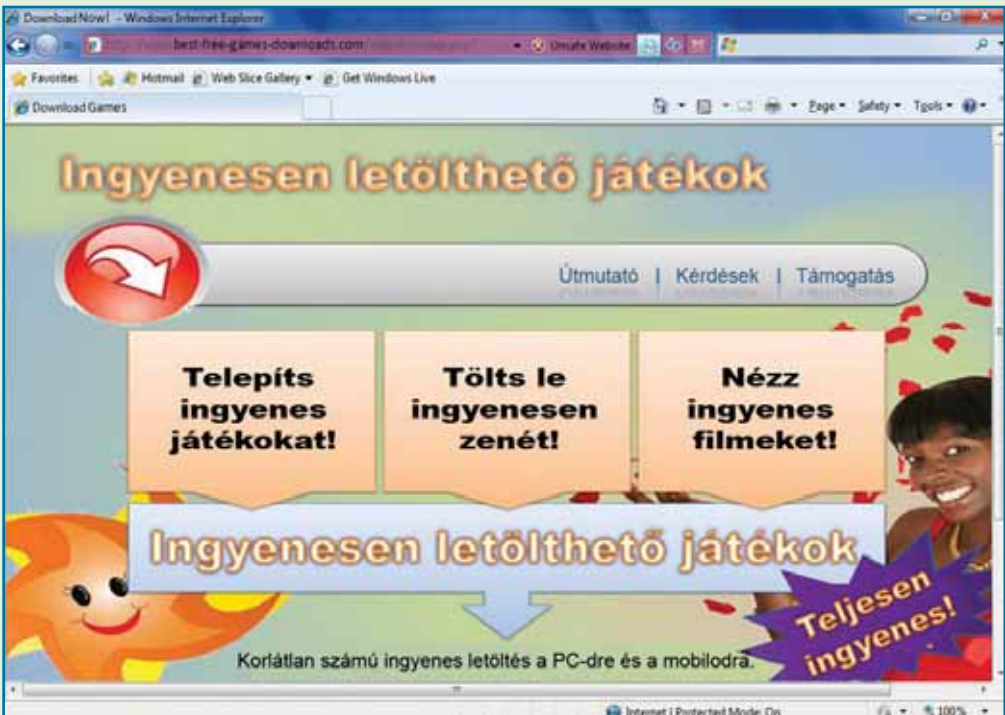 Download Now! - Windows Internet Explorer
best-free-games-downloads.com
Unsafe Website
Favorites Hotmail Web Slice Gallery Get Windows Live
Download Games
Page Safety Tools
Ingyenesen letölthető játékok
Útmutató | Kérdések | Támogatás
Telepíts
ingyenes
játékokat!
Tölts le
ingyenesen
zenét!
Nézz
ingyenes
filmeket!
Ingyenesen letölthető játékok
Teljesen
ingyenes!
Korlátlan számú ingyenes letöltés a PC-dre és a mobilodra.
Internet | Protected Mode: On
100%